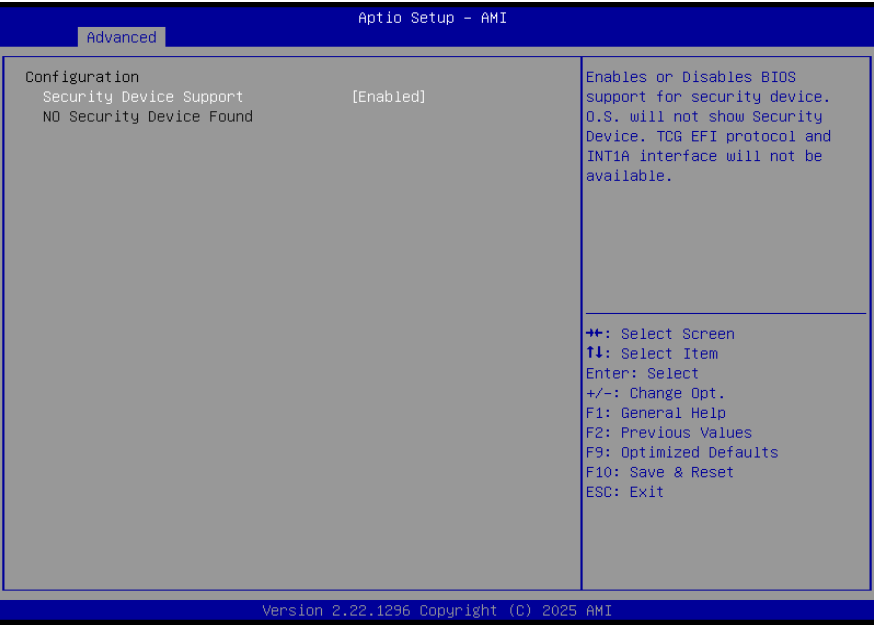 Aptio Setup - AMI
Advanced
Configuration
Security Device Support [Enabled]
NO Security Device Found
Enables or Disables BIOS
support for security device.
O.S. will not show Security
Device. TCG EFI protocol and
INT1A interface will not be
available.
→←: Select Screen
↑↓: Select Item
Enter: Select
+/-: Change Opt.
F1: General Help
F2: Previous Values
F9: Optimized Defaults
F10: Save & Reset
ESC: Exit
Version 2.22.1296 Copyright (C) 2025 AMI